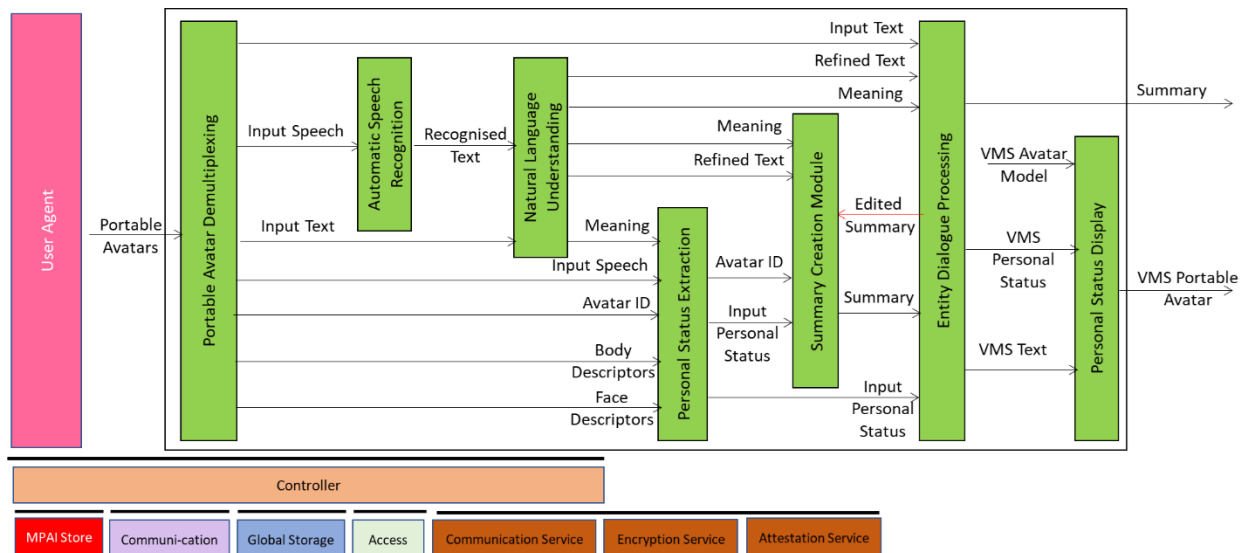 User Agent
Portable
Avatars
Portable Avatar Demultiplexing
Input Speech
Input Text
Automatic Speech
Recognition
Recognised
Text
Natural Language
Understanding
Input Text
Refined Text
Meaning
Meaning
Refined Text
Meaning
Input Speech
Avatar ID
Body
Descriptors
Face
Descriptors
Personal Status Extraction
Avatar ID
Input
Personal
Status
Summary Creation Module
Edited
Summary
Summary
Input
Personal
Status
Entity Dialogue Processing
VMS Avatar
Model
VMS
Personal
Status
VMS Text
Personal Status Display
Summary
VMS Portable
Avatar
Controller
MPAI Store
Communi-cation
Global Storage
Access
Communication Service
Encryption Service
Attestation Service